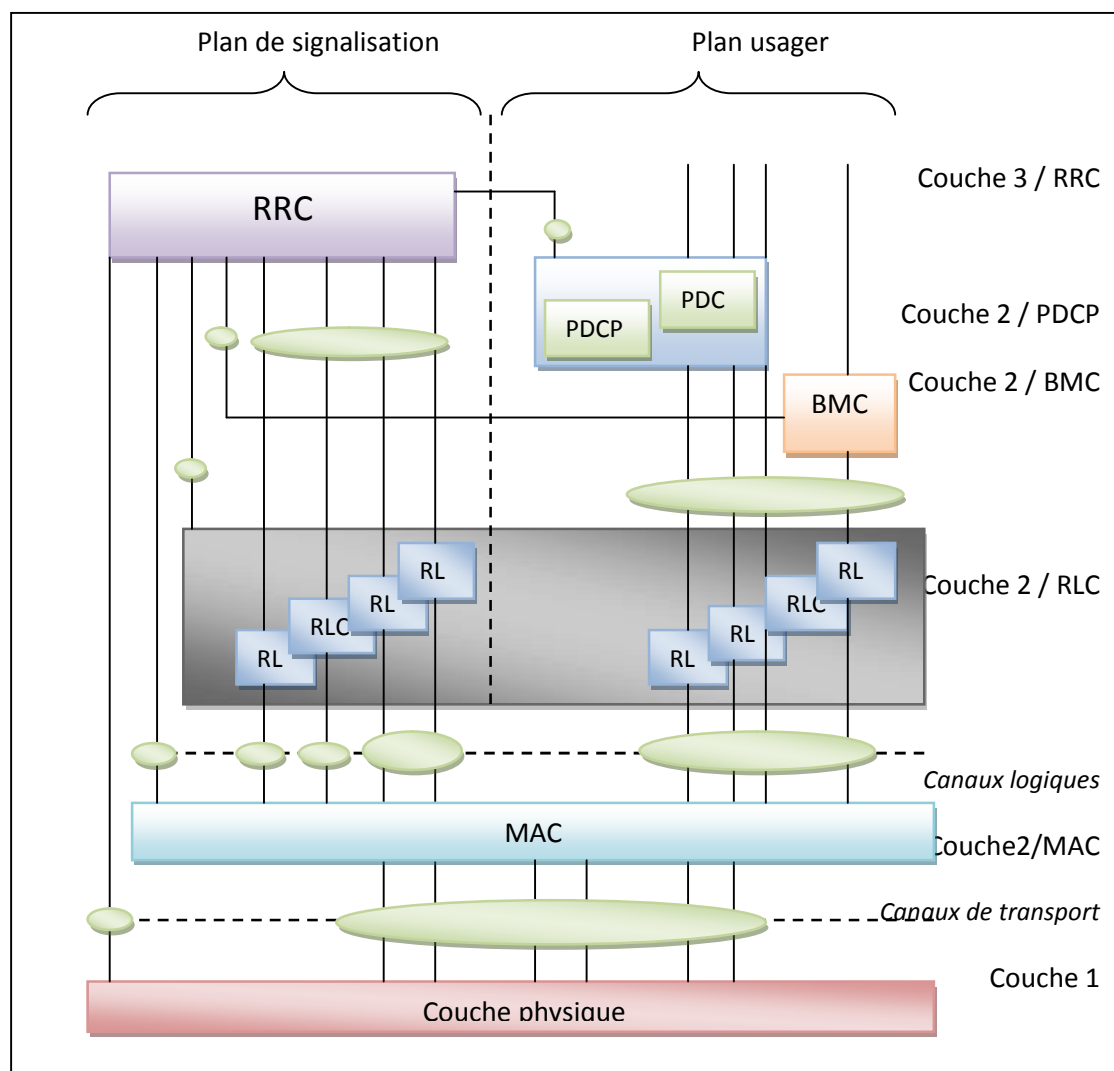 Plan de signalisation
Plan usager
Couche 3 / RRC
RRC
PDC
PDCP
Couche 2 / PDCP
Couche 2 / BMC
BMC
RL
RL
RL
RLC
RL
RLC
RL
RL
Couche 2 / RLC
Canaux logiques
MAC
Couche2/MAC
Canaux de transport
Couche 1
Couche physique